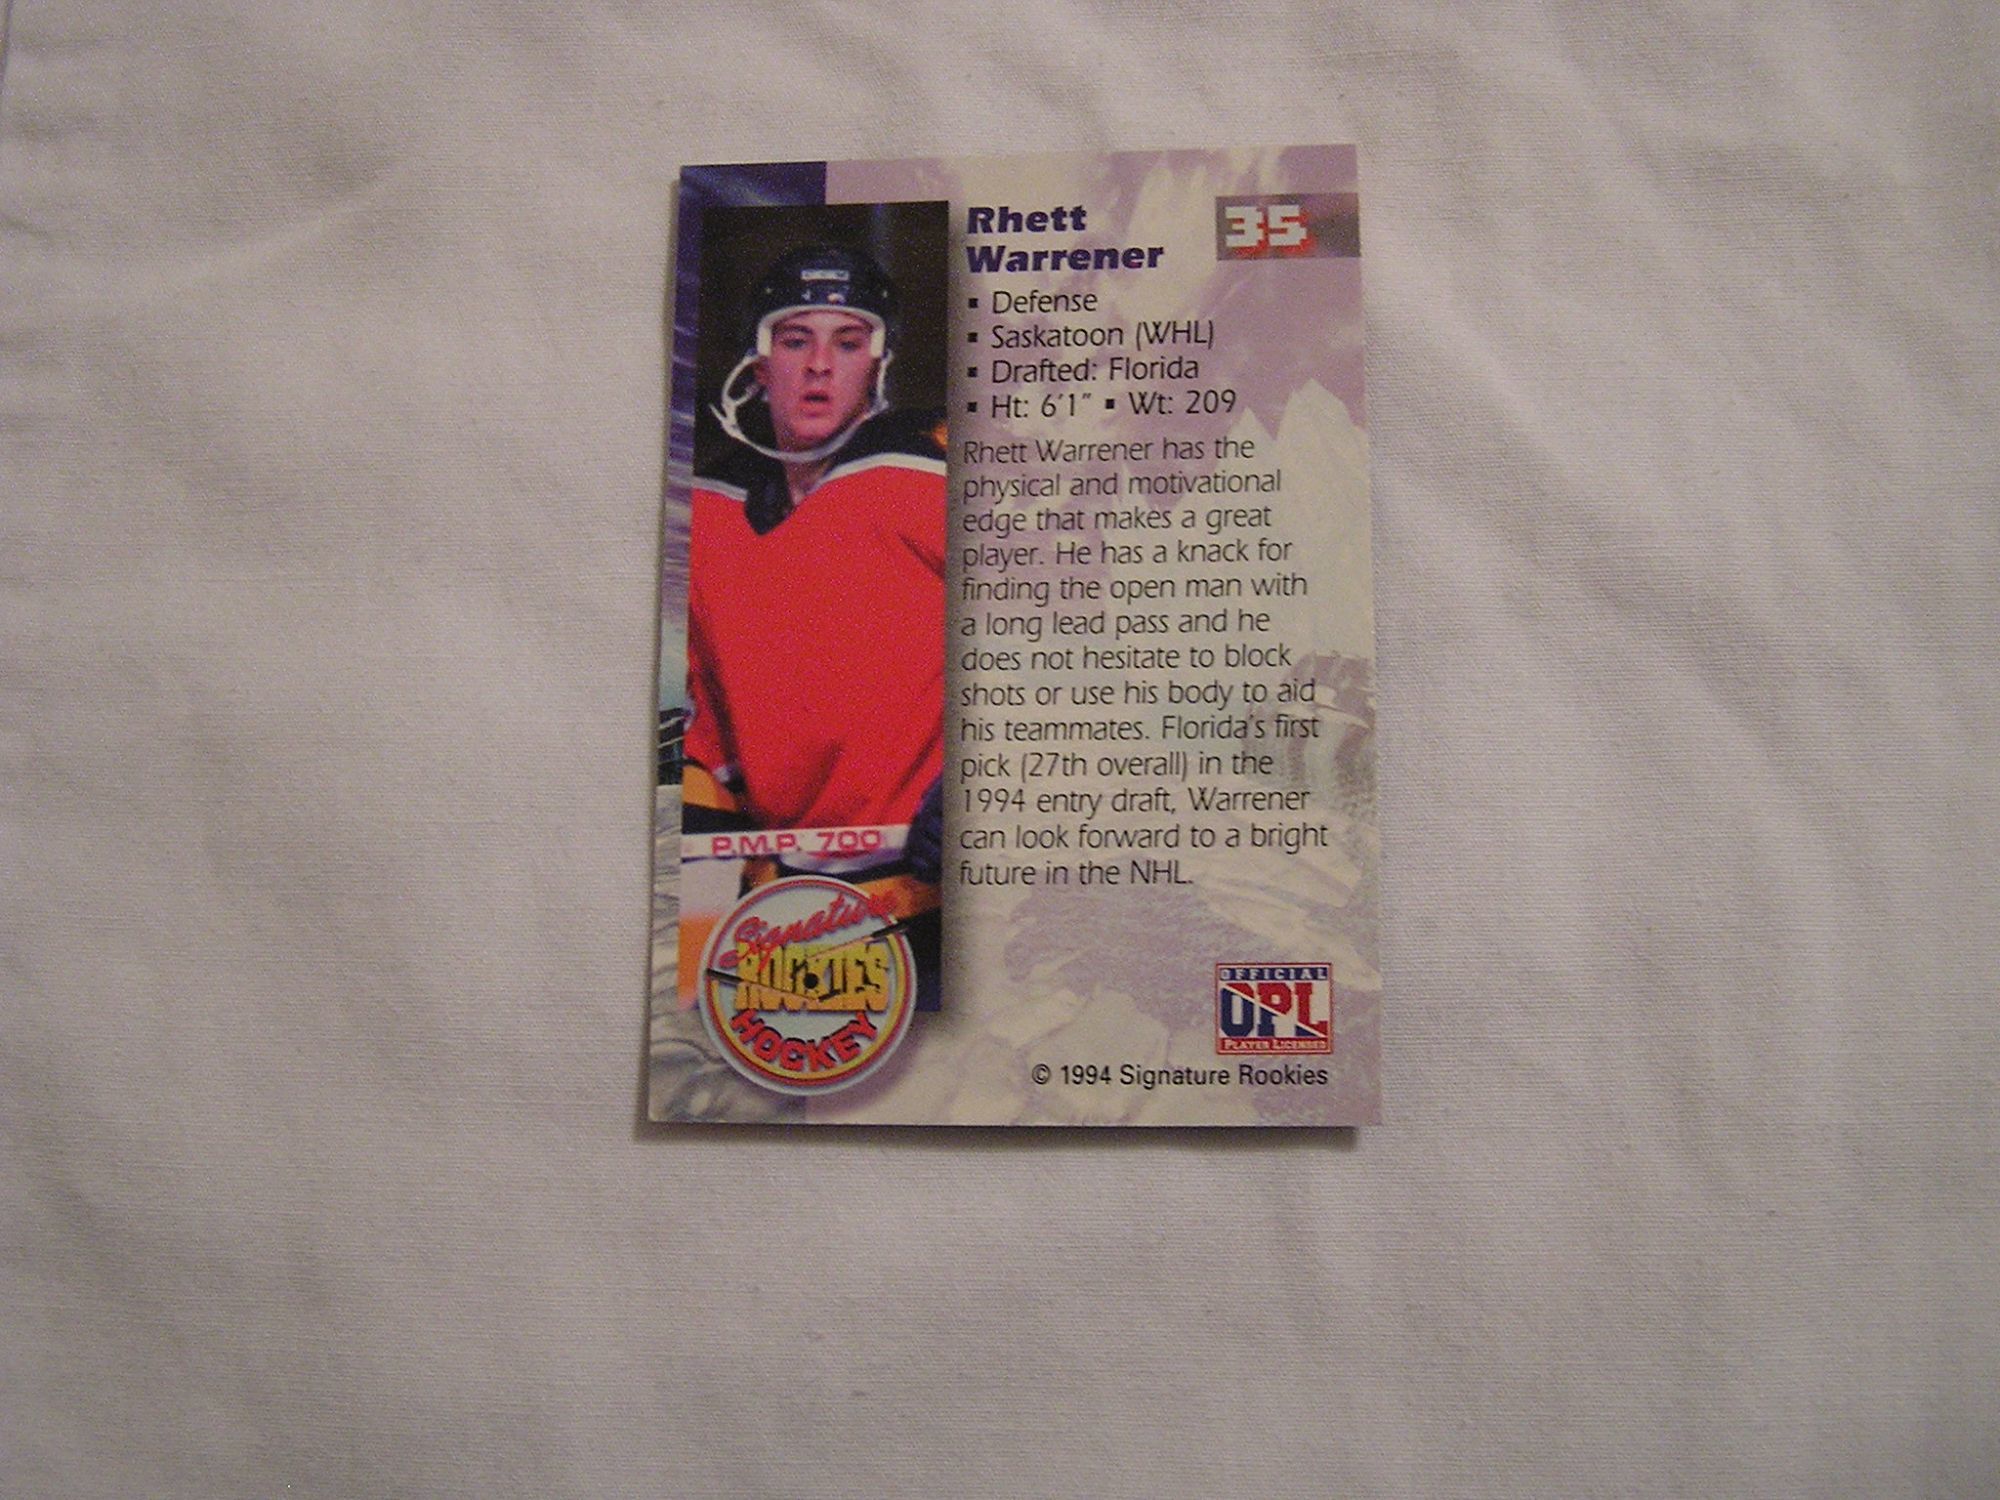 Rhett
Warrener
35
▪ Defense
▪ Saskatoon (WHL)
▪ Drafted: Florida
▪ Ht: 6'1" ▪ Wt: 209
Rhett Warrener has the
physical and motivational
edge that makes a great
player. He has a knack for
finding the open man with
a long lead pass and he
does not hesitate to block
shots or use his body to aid
his teammates. Florida's first
pick (27th overall) in the
1994 entry draft, Warrener
can look forward to a bright
future in the NHL.
P.M.P. 700
Signature
ROOKIES
HOCKEY
OFFICIAL
OPL
PLAYER LICENSED
© 1994 Signature Rookies